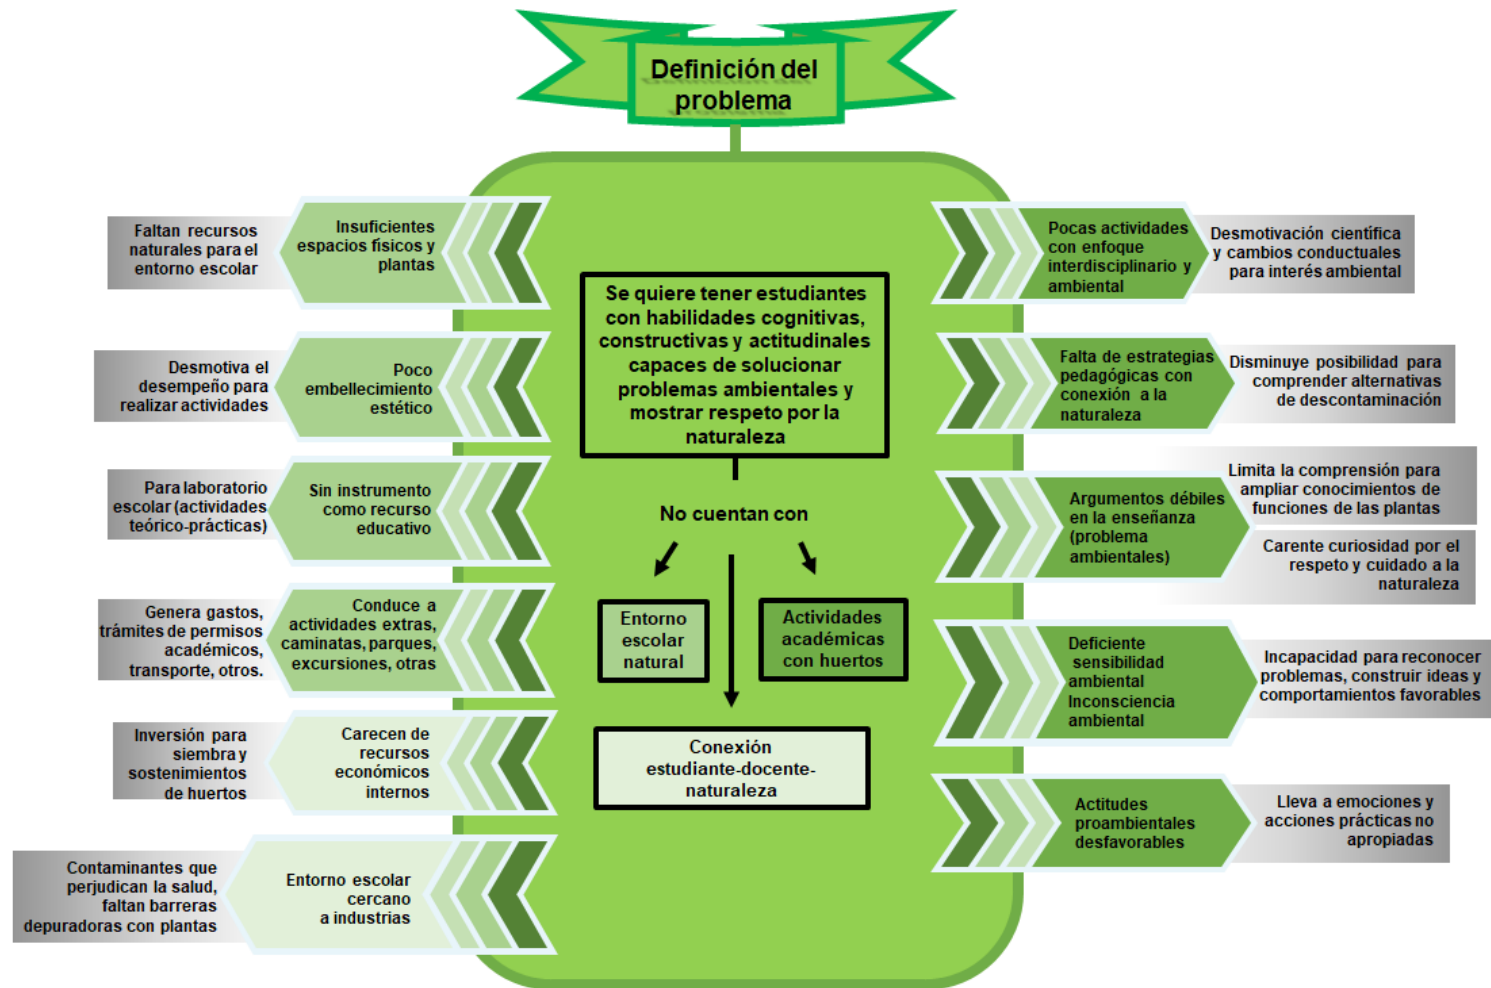 Definición del
problema
Faltan recursos
naturales para el
entorno escolar
Insuficientes
espacios físicos y
plantas
Desmotiva el
desempeño para
realizar actividades
Poco
embellecimiento
estético
Para laboratorio
escolar (actividades
teórico-prácticas)
Sin instrumento
como recurso
educativo
Genera gastos,
trámites de permisos
académicos,
transporte, otros.
Conduce a
actividades extras,
caminatas, parques,
excursiones, otras
Inversión para
siembra y
sostenimientos
de huertos
Carecen de
recursos
económicos
internos
Contaminantes que
perjudican la salud,
faltan barreras
depuradoras con plantas
Entorno escolar
cercano
a industrias
Se quiere tener estudiantes
con habilidades cognitivas,
constructivas y actitudinales
capaces de solucionar
problemas ambientales y
mostrar respeto por la
naturaleza
No cuentan con
Entorno
escolar
natural
Actividades
académicas
con huertos
Conexión
estudiante-docente-
naturaleza
Pocas actividades
con enfoque
interdisciplinario y
ambiental
Desmotivación científica
y cambios conductuales
para interés ambiental
Falta de estrategias
pedagógicas con
conexión a la
naturaleza
Disminuye posibilidad para
comprender alternativas
de descontaminación
Argumentos débiles
en la enseñanza
(problema
ambientales)
Limita la comprensión para
ampliar conocimientos de
funciones de las plantas
Carente curiosidad por el
respeto y cuidado a la
naturaleza
Deficiente
sensibilidad
ambiental
Inconsciencia
ambiental
Incapacidad para reconocer
problemas, construir ideas y
comportamientos favorables
Actitudes
proambientales
desfavorables
Lleva a emociones y
acciones prácticas no
apropiadas